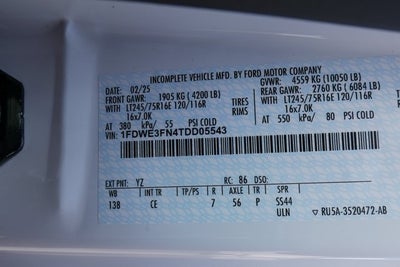 INCOMPLETE VEHICLE MFD. BY FORD MOTOR COMPANY
DATE: 02/25 GVWR: 4559 KG (10050 LB)
FRONT GAWR: 1905 KG (4200 LB) REAR GAWR: 2760 KG (6084 LB)
WITH LT245/75R16E 120/116R TIRES WITH LT245/75R16E 120/116R
16x7.0K RIMS 16x7.0K
AT 380 kPa/ 55 PSI COLD AT 550 kPa/ 80 PSI COLD
VIN: 1FDWE3FN4TDD05543
EXT PNT: YZ RC: 86 DSO:
WB INT TR R AXLE TR SPR
138 CE 7 56 P SS44
ULN RU5A-3520472-AB